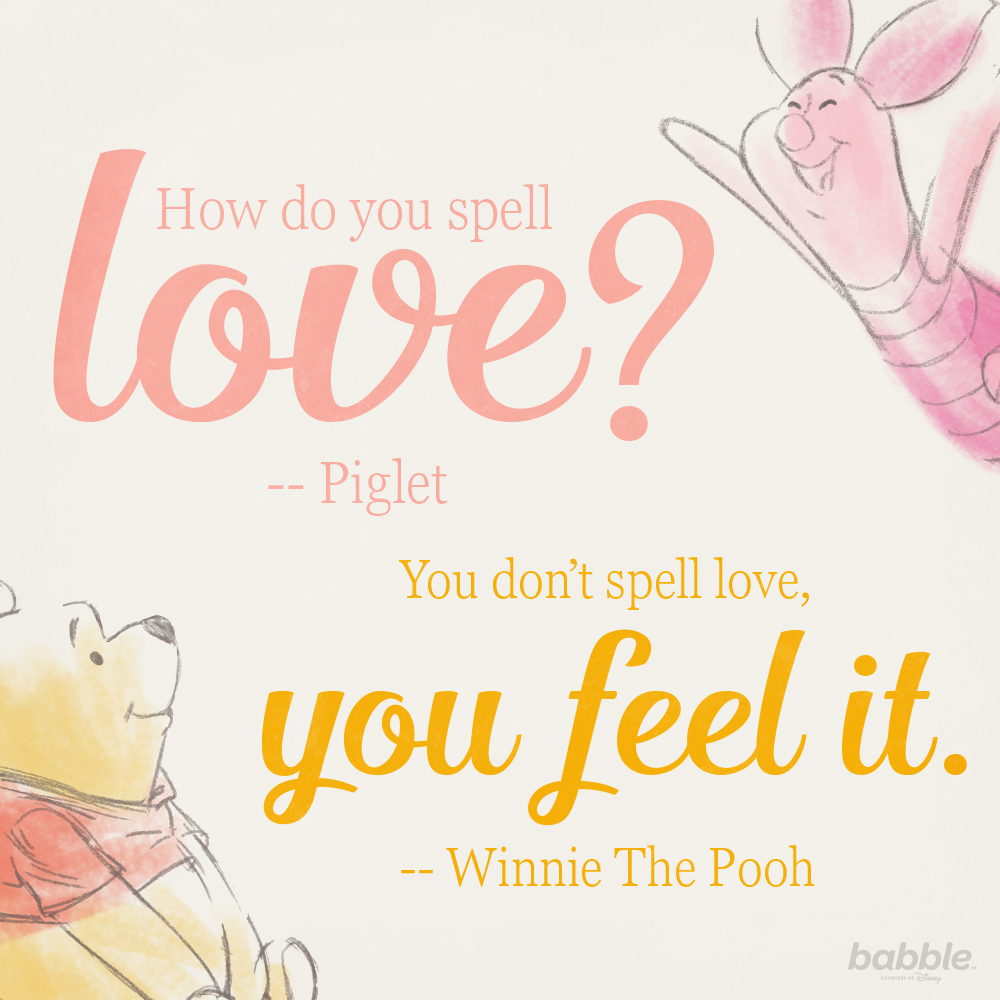 How do you spell
love?
-- Piglet
You don't spell love,
you feel it.
-- Winnie The Pooh
babble™
COURTESY OF Disney